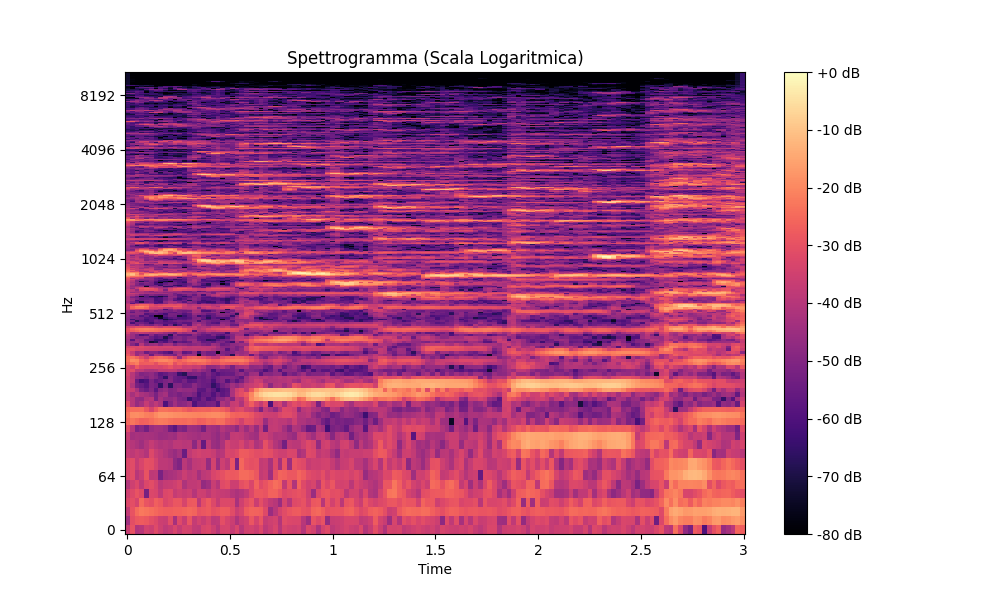 Spettrogramma (Scala Logaritmica)
Hz
8192
4096
2048
1024
512
256
128
64
0
0
0.5
1
1.5
2
2.5
3
Time
+0 dB
-10 dB
-20 dB
-30 dB
-40 dB
-50 dB
-60 dB
-70 dB
-80 dB